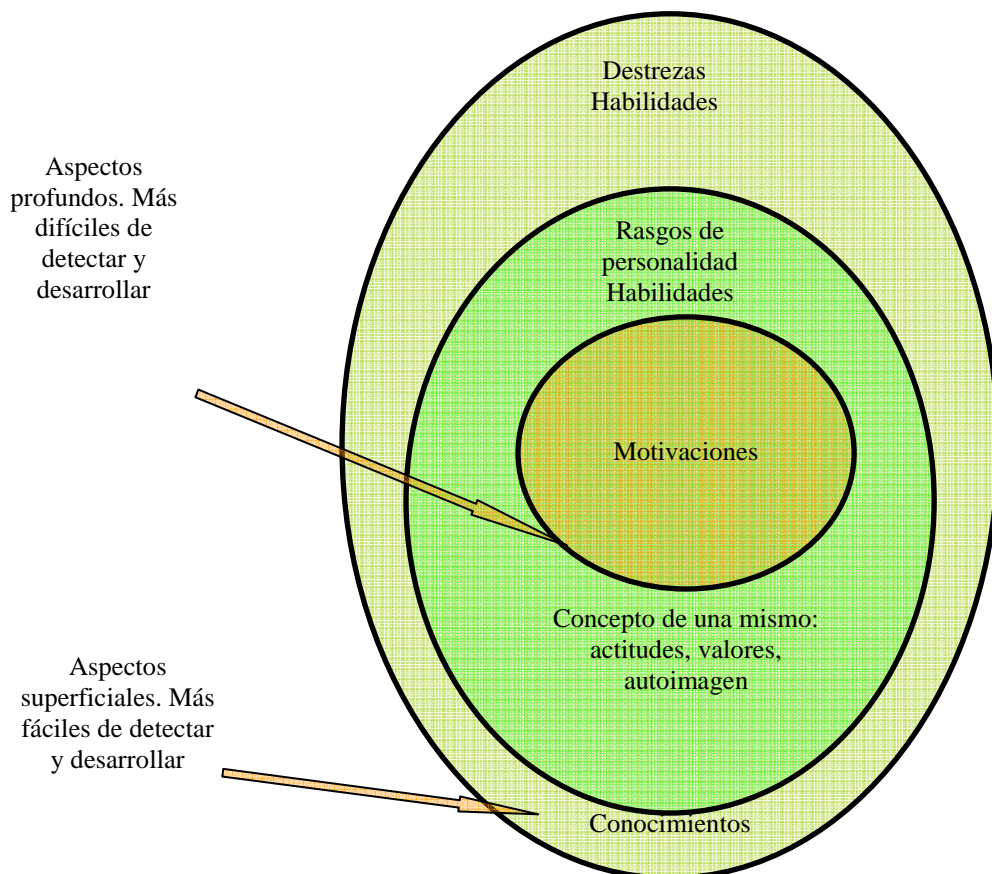 Destrezas
Habilidades
Aspectos
profundos. Más
difíciles de
detectar y
desarrollar
Rasgos de
personalidad
Habilidades
Motivaciones
Concepto de una mismo:
actitudes, valores,
autoimagen
Aspectos
superficiales. Más
fáciles de detectar
y desarrollar
Conocimientos